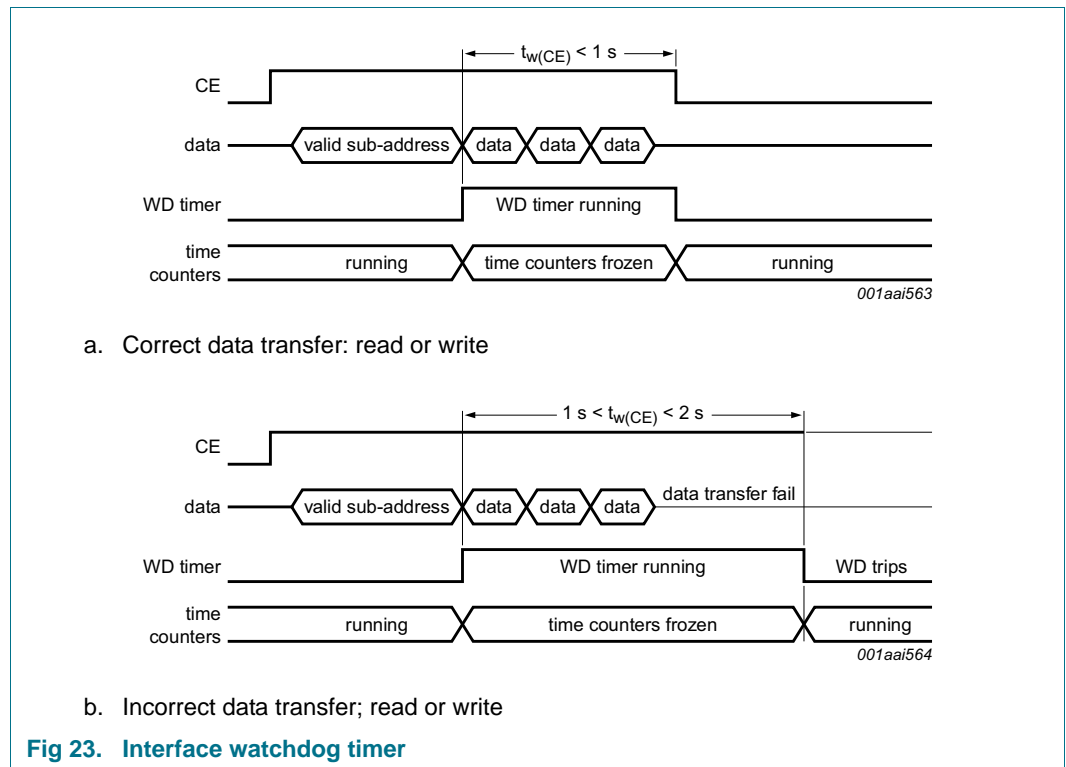 tw(CE) < 1 s
CE
data valid sub-address data data data
WD timer WD timer running
time counters running time counters frozen running
001aai563
a. Correct data transfer: read or write
1 s < tw(CE) < 2 s
CE
data valid sub-address data data data data transfer fail
WD timer WD timer running WD trips
time counters running time counters frozen running
001aai564
b. Incorrect data transfer; read or write
Fig 23. Interface watchdog timer